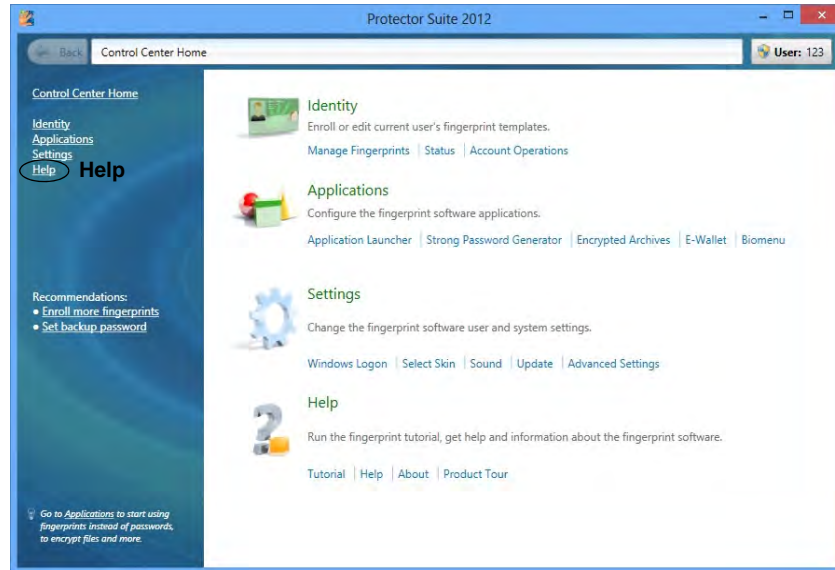 Protector Suite 2012
Back
Control Center Home
User: 123
Control Center Home
Identity
Applications
Settings
Help
Help
Recommendations:
• Enroll more fingerprints
• Set backup password
Go to Applications to start using
fingerprints instead of passwords,
to encrypt files and more.
Identity
Enroll or edit current user's fingerprint templates.
Manage Fingerprints | Status | Account Operations
Applications
Configure the fingerprint software applications.
Application Launcher | Strong Password Generator | Encrypted Archives | E-Wallet | Biomenu
Settings
Change the fingerprint software user and system settings.
Windows Logon | Select Skin | Sound | Update | Advanced Settings
Help
Run the fingerprint tutorial, get help and information about the fingerprint software.
Tutorial | Help | About | Product Tour